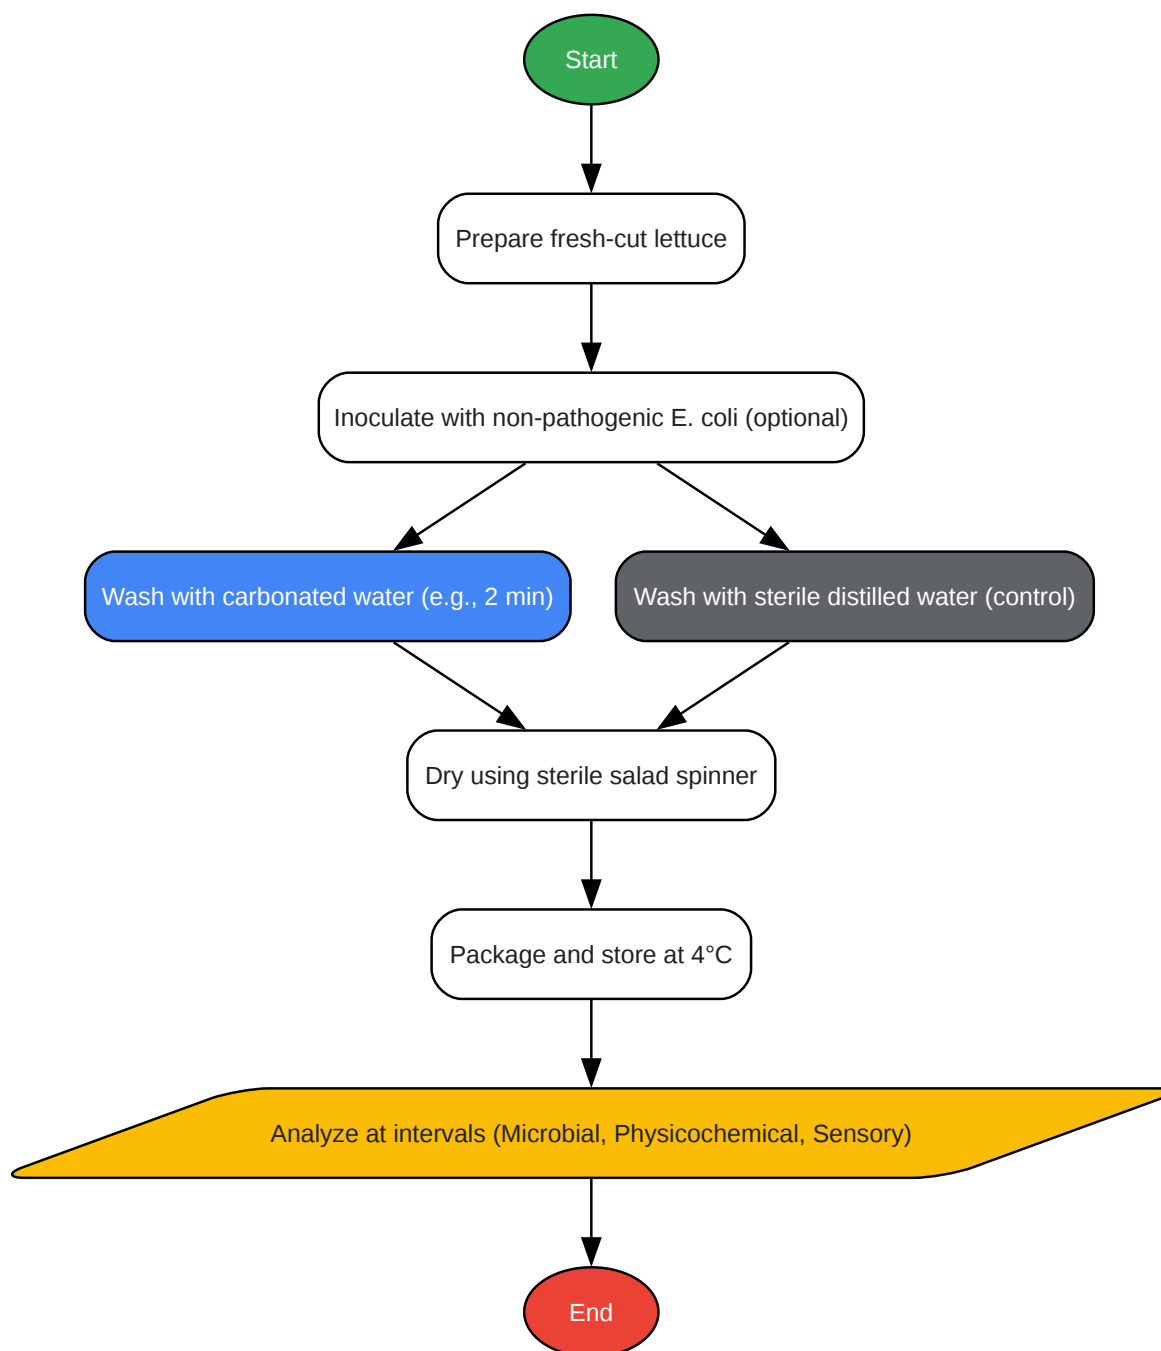 Start
Prepare fresh-cut lettuce
Inoculate with non-pathogenic E. coli (optional)
Wash with carbonated water (e.g., 2 min)
Wash with sterile distilled water (control)
Dry using sterile salad spinner
Package and store at 4°C
Analyze at intervals (Microbial, Physicochemical, Sensory)
End